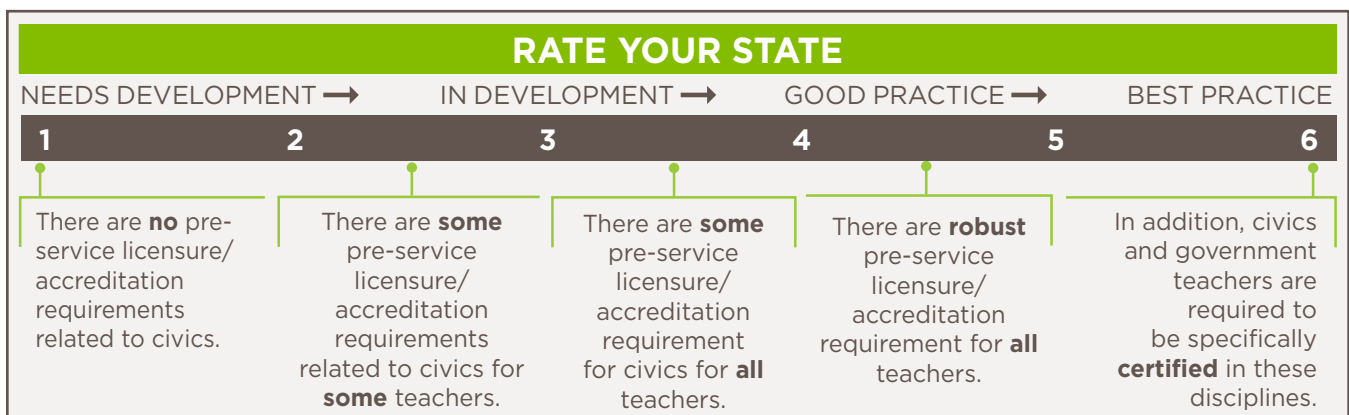 RATE YOUR STATE
NEEDS DEVELOPMENT → IN DEVELOPMENT → GOOD PRACTICE → BEST PRACTICE
1 2 3 4 5 6
There are no pre-
service licensure/
accreditation
requirements
related to civics.
There are some
pre-service
licensure/
accreditation
requirements
related to civics for
some teachers.
There are some
pre-service
licensure/
accreditation
requirement
for civics for all
teachers.
There are robust
pre-service
licensure/
accreditation
requirement for all
teachers.
In addition, civics
and government
teachers are
required to
be specifically
certified in these
disciplines.